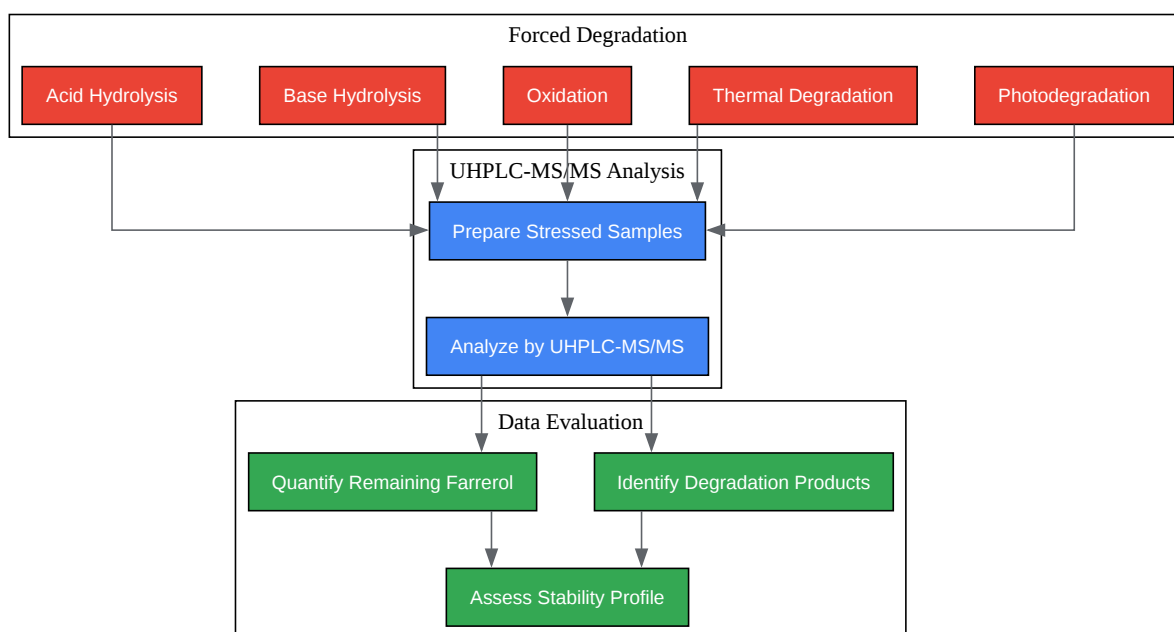 Forced Degradation
Acid Hydrolysis
Base Hydrolysis
Oxidation
Thermal Degradation
Photodegradation
UHPLC-MS/MS Analysis
Prepare Stressed Samples
Analyze by UHPLC-MS/MS
Data Evaluation
Quantify Remaining Farrerol
Identify Degradation Products
Assess Stability Profile